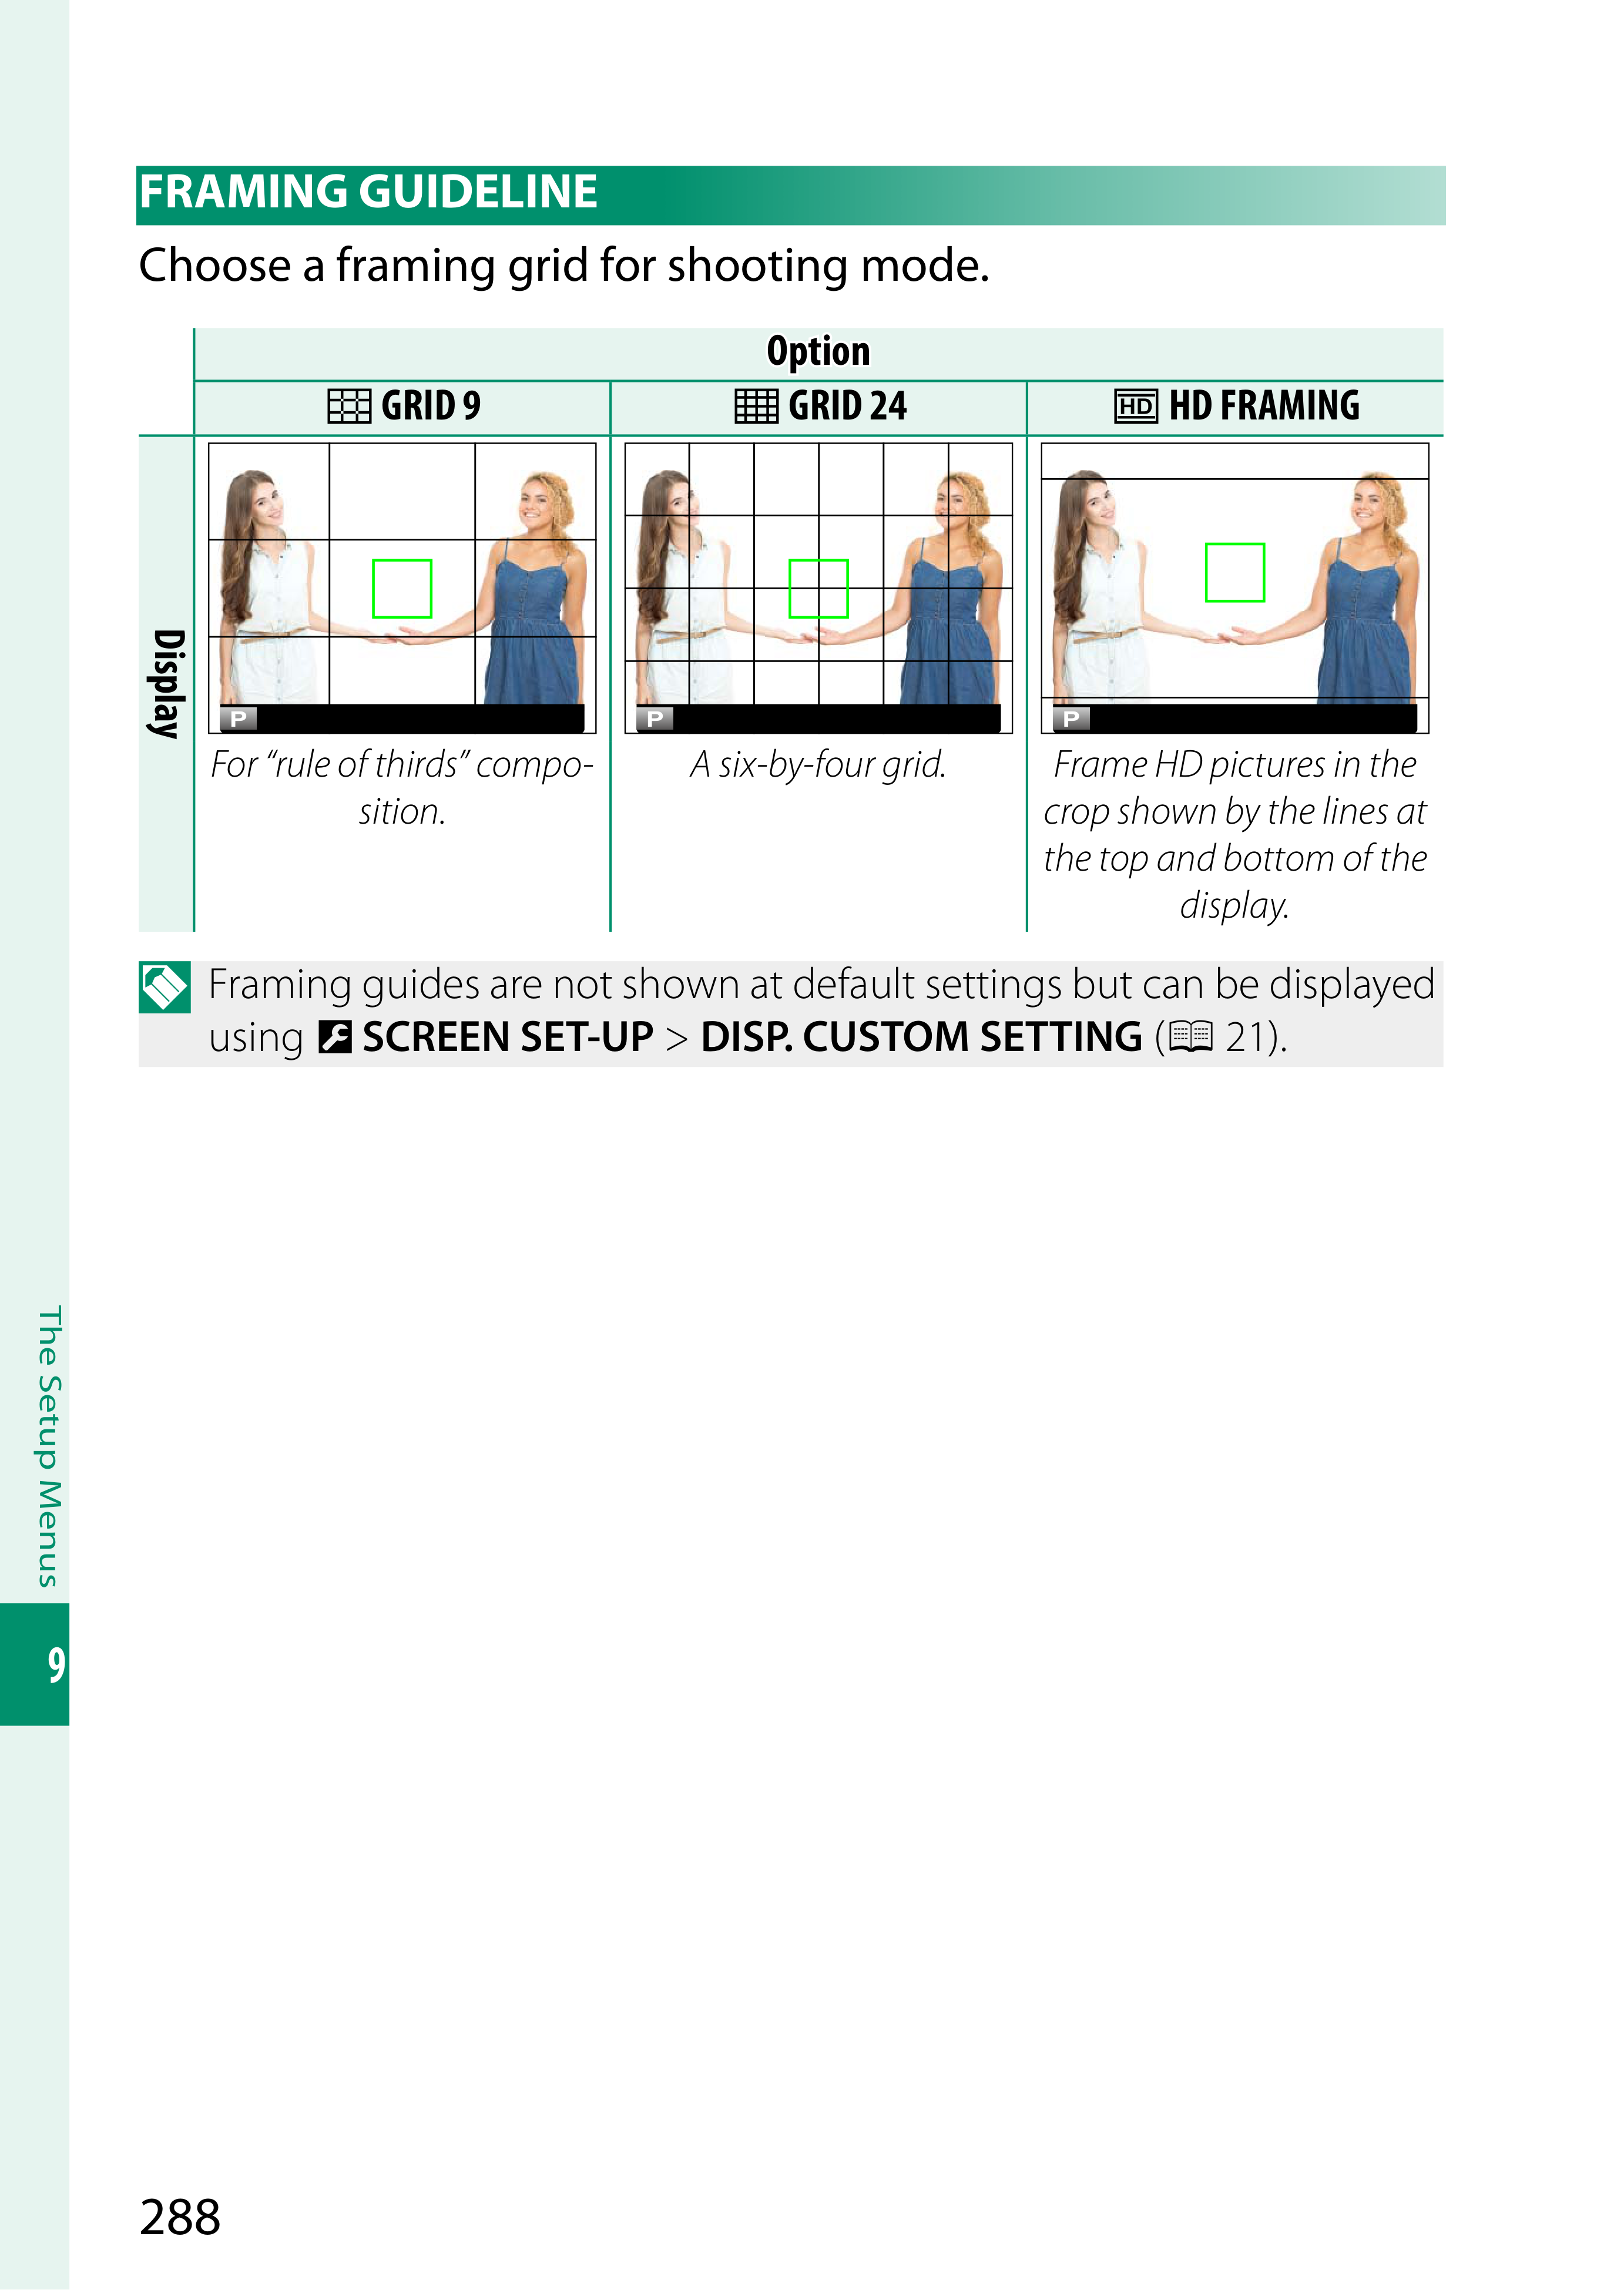 FRAMING GUIDELINE
Choose a framing grid for shooting mode.
Option
GRID 9
GRID 24
HD HD FRAMING
Display
P
P
P
For “rule of thirds” compo-
sition.
A six-by-four grid.
Frame HD pictures in the
crop shown by the lines at
the top and bottom of the
display.
Framing guides are not shown at default settings but can be displayed
using SCREEN SET-UP > DISP. CUSTOM SETTING ( 21).
The Setup Menus
9
288